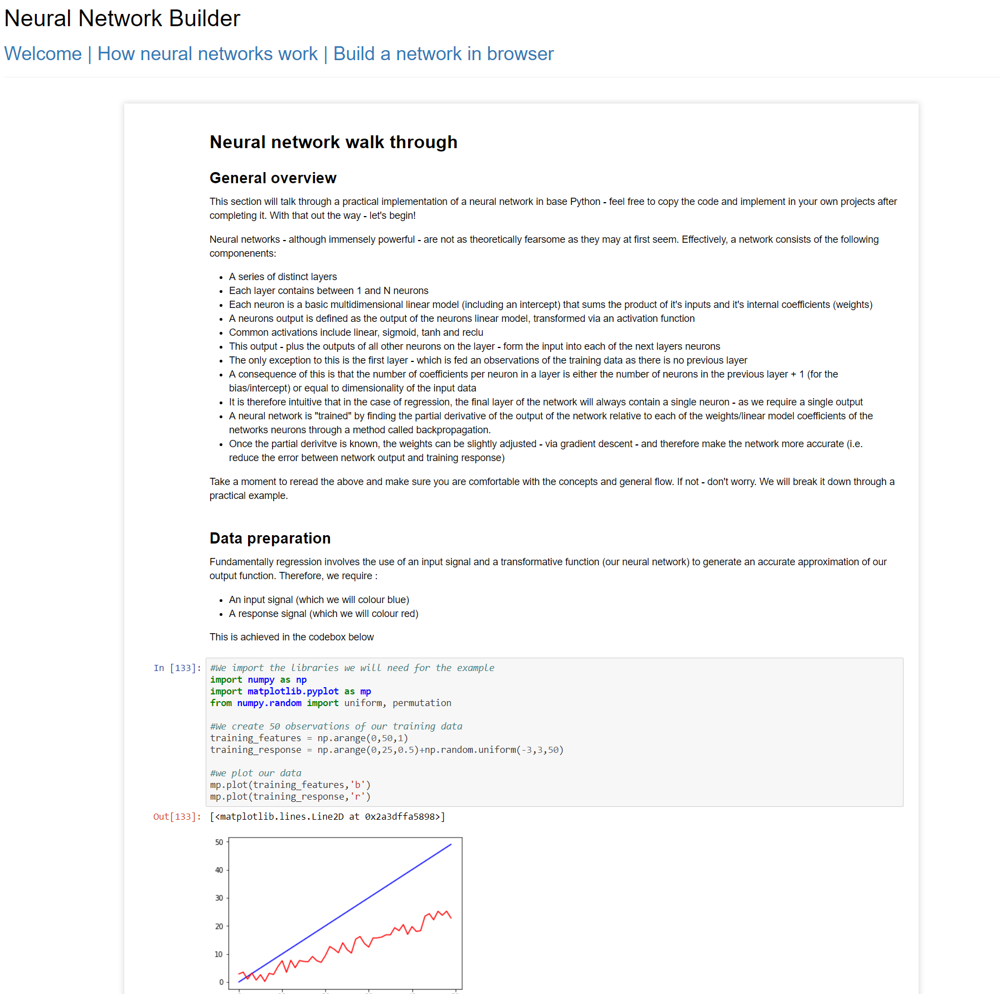 Neural Network Builder
Welcome | How neural networks work | Build a network in browser
Neural network walk through
General overview
This section will talk through a practical implementation of a neural network in base Python - feel free to copy the code and implement in your own projects after
completing it. With that out the way - let's begin!
Neural networks - although immensely powerful - are not as theoretically fearsome as they may at first seem. Effectively, a network consists of the following
componenents:
• A series of distinct layers
• Each layer contains between 1 and N neurons
• Each neuron is a basic multidimensional linear model (including an intercept) that sums the product of it's inputs and it's internal coefficients (weights)
• A neurons output is defined as the output of the neurons linear model, transformed via an activation function
• Common activations include linear, sigmoid, tanh and reclu
• This output - plus the outputs of all other neurons on the layer - form the input into each of the next layers neurons
• The only exception to this is the first layer - which is fed an observations of the training data as there is no previous layer
• A consequence of this is that the number of coefficients per neuron in a layer is either the number of neurons in the previous layer + 1 (for the
bias/intercept) or equal to dimensionality of the input data
• It is therefore intuitive that in the case of regression, the final layer of the network will always contain a single neuron - as we require a single output
• A neural network is "trained" by finding the partial derivative of the output of the network relative to each of the weights/linear model coefficients of the
networks neurons through a method called backpropagation.
• Once the partial derivitve is known, the weights can be slightly adjusted - via gradient descent - and therefore make the network more accurate (i.e.
reduce the error between network output and training response)
Take a moment to reread the above and make sure you are comfortable with the concepts and general flow. If not - don't worry. We will break it down through a
practical example.
Data preparation
Fundamentally regression involves the use of an input signal and a transformative function (our neural network) to generate an accurate approximation of our
output function. Therefore, we require :
• An input signal (which we will colour blue)
• A response signal (which we will colour red)
This is achieved in the codebox below
In [133]: #We import the libraries we will need for the example
import numpy as np
import matplotlib.pyplot as mp
from numpy.random import uniform, permutation
#We create 50 observations of our training data
training_features = np.arange(0,50,1)
training_response = np.arange(0,25,0.5)+np.random.uniform(-3,3,50)
#we plot our data
mp.plot(training_features,'b')
mp.plot(training_response,'r')
Out[133]: [<matplotlib.lines.Line2D at 0x2a3dffa5898>]
50
40
30
20
10
0